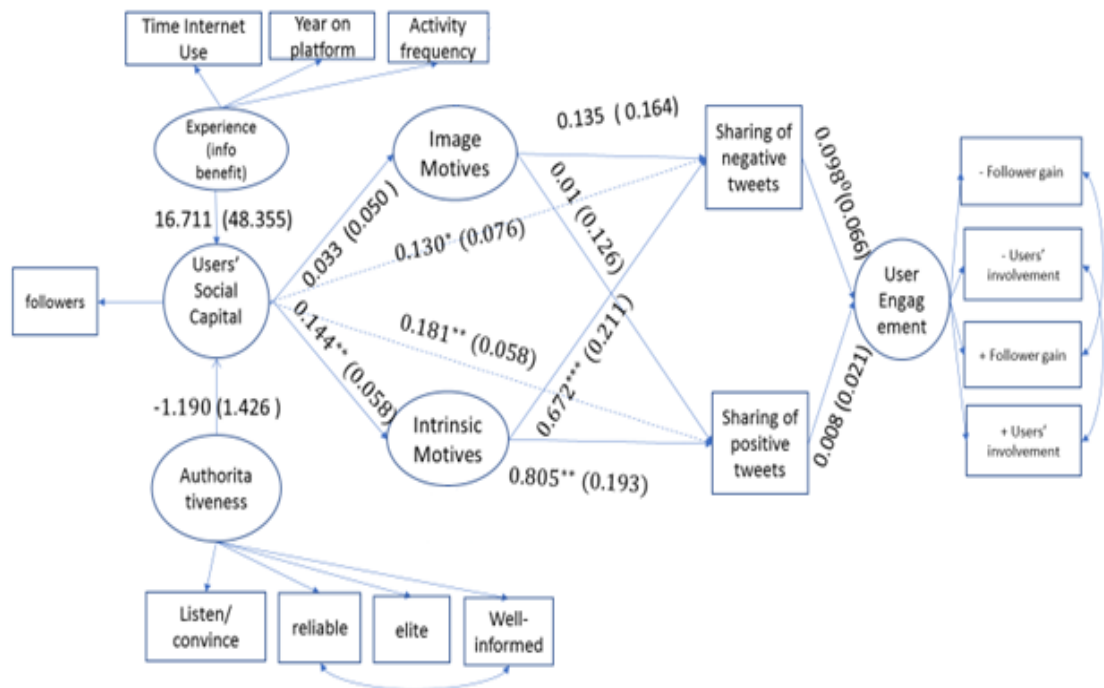 Time Internet
Use
Year on
platform
Activity
frequency
Experience
(info
benefit)
16.711 (48.355)
followers
Users'
Social
Capital
-1.190 (1.426 )
Authorita
tiveness
Listen/
convince
reliable
elite
Well-
informed
Image
Motives
0.033 (0.050 )
0.130* (0.076)
0.181** (0.058)
0.144** (0.058)
Intrinsic
Motives
0.135 ( 0.164)
0.01 (0.126)
0.672*** (0.211)
0.805** (0.193)
Sharing of
negative
tweets
Sharing of
positive
tweets
0.098⁰(0.066)
0.008 (0.021)
User
Engag
ement
- Follower gain
- Users'
involvement
+ Follower gain
+ Users'
involvement